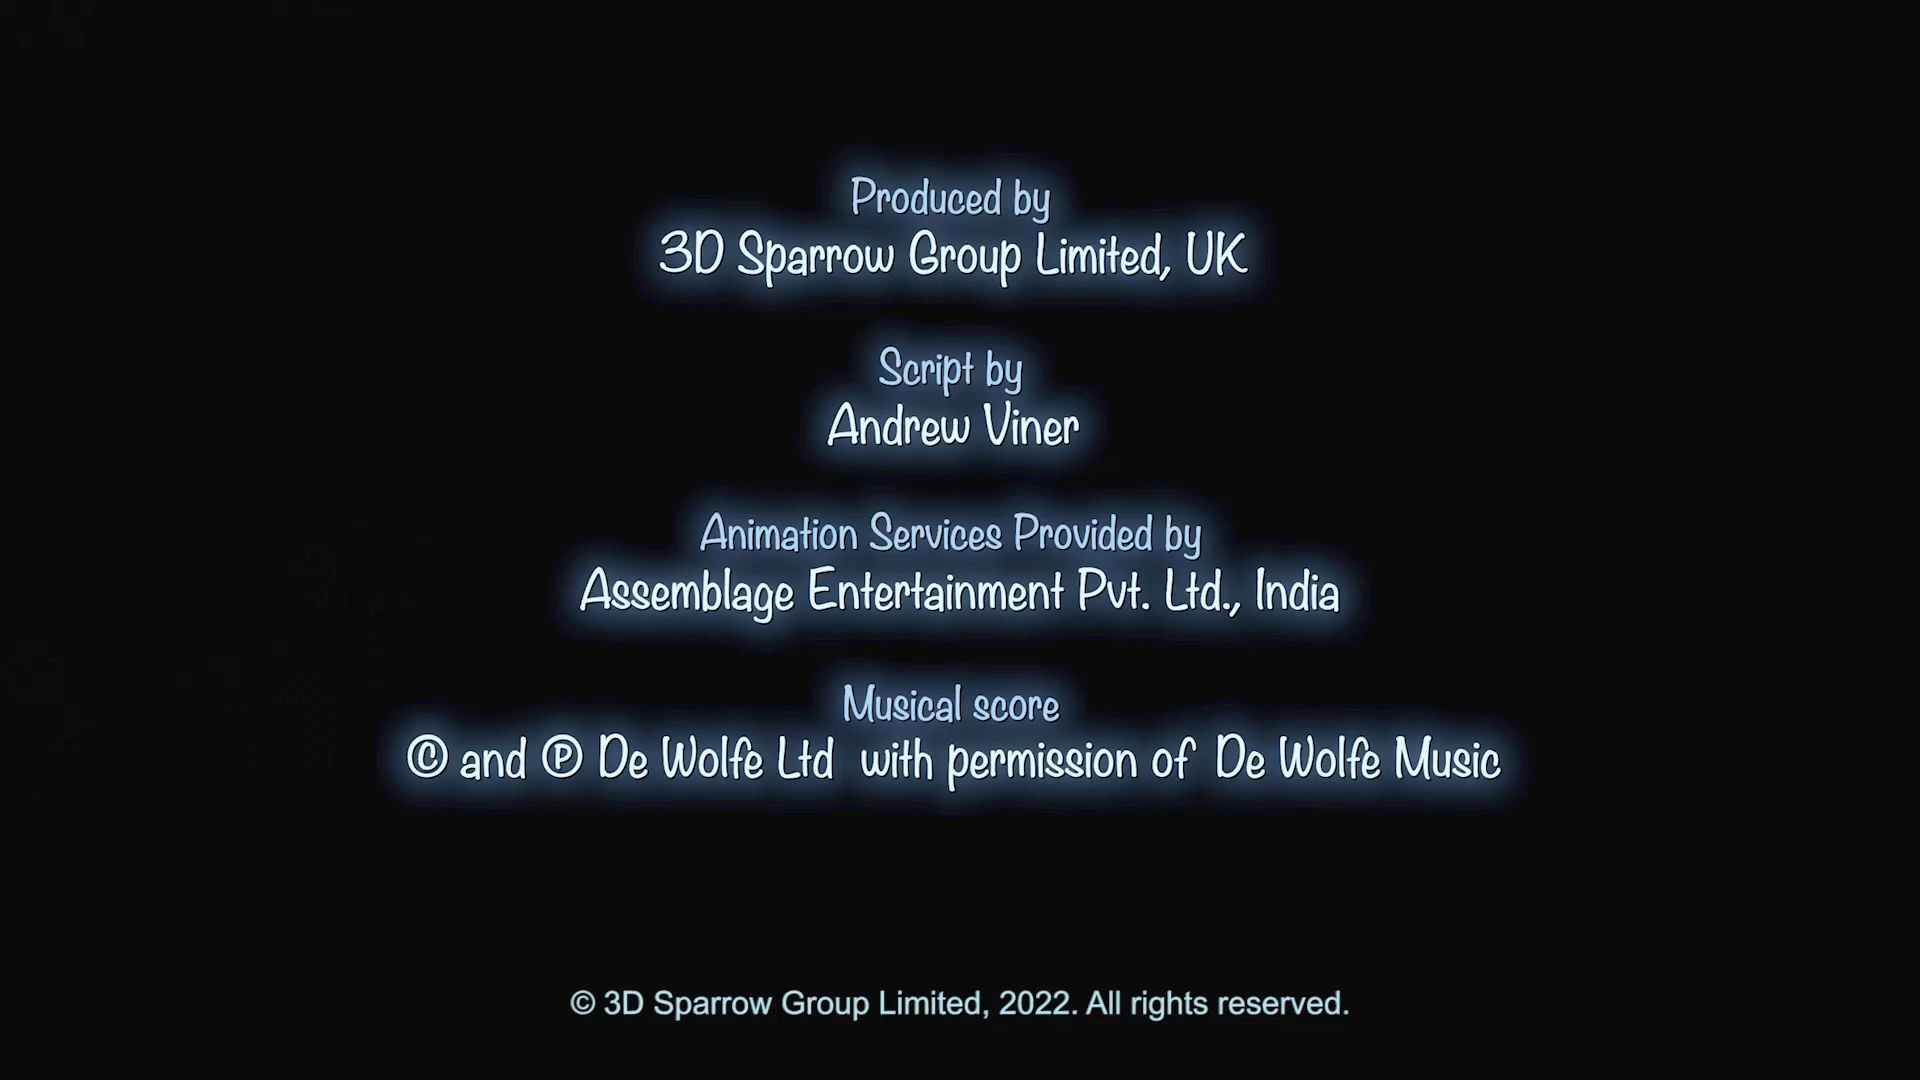 Produced by
3D Sparrow Group Limited, UK
Script by
Andrew Viner
Animation Services Provided by
Assemblage Entertainment Pvt. Ltd., India
Musical score
© and ℗ De Wolfe Ltd  with permission of  De Wolfe Music
© 3D Sparrow Group Limited, 2022. All rights reserved.